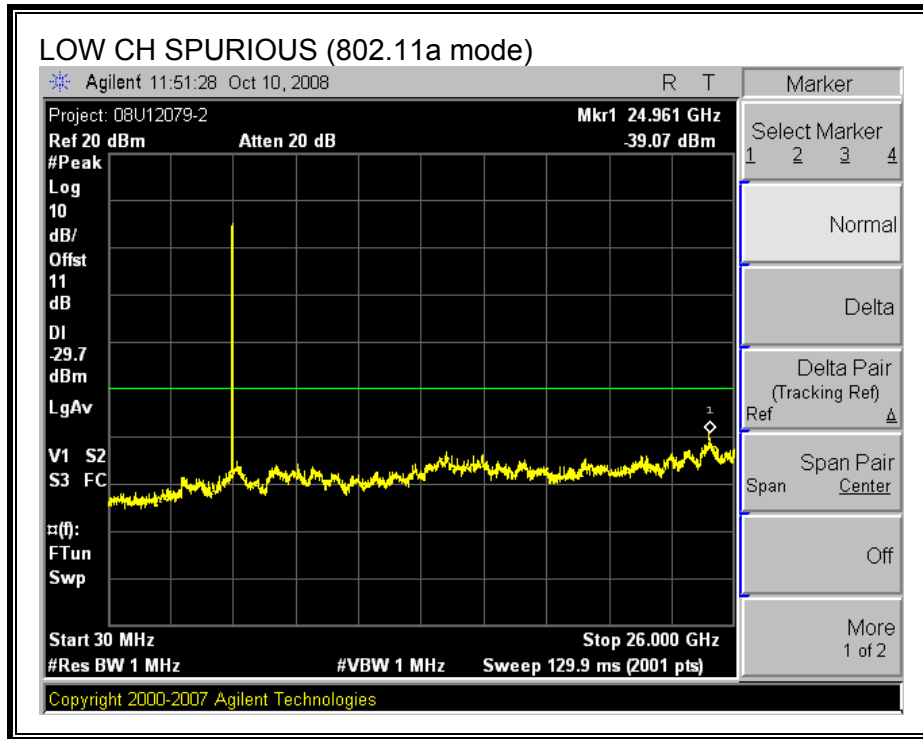 LOW CH SPURIOUS (802.11a mode)
Agilent 11:51:28 Oct 10, 2008 R T
Project: 08U12079-2 Mkr1 24.961 GHz
Ref 20 dBm Atten 20 dB -39.07 dBm
#Peak
Log
10
dB/
Offst
11
dB
DI
-29.7
dBm
LgAv
V1 S2
S3 FC
¤(f):
FTun
Swp
1
Start 30 MHz Stop 26.000 GHz
#Res BW 1 MHz #VBW 1 MHz Sweep 129.9 ms (2001 pts)
Copyright 2000-2007 Agilent Technologies
Marker
Select Marker
1 2 3 4
Normal
Delta
Delta Pair
(Tracking Ref)
Ref Δ
Span Pair
Span Center
Off
More
1 of 2